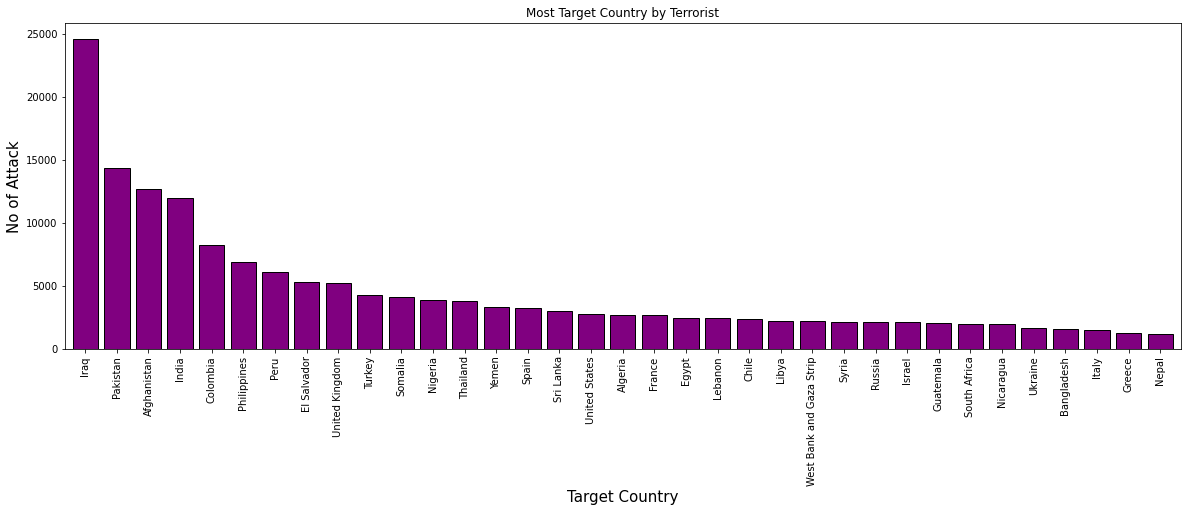 Most Target Country by Terrorist
No of Attack
25000
20000
15000
10000
5000
0
Iraq
Pakistan
Afghanistan
India
Colombia
Philippines
Peru
El Salvador
United Kingdom
Turkey
Somalia
Nigeria
Thailand
Yemen
Spain
Sri Lanka
United States
Algeria
France
Egypt
Lebanon
Chile
Libya
West Bank and Gaza Strip
Syria
Russia
Israel
Guatemala
South Africa
Nicaragua
Ukraine
Bangladesh
Italy
Greece
Nepal
Target Country